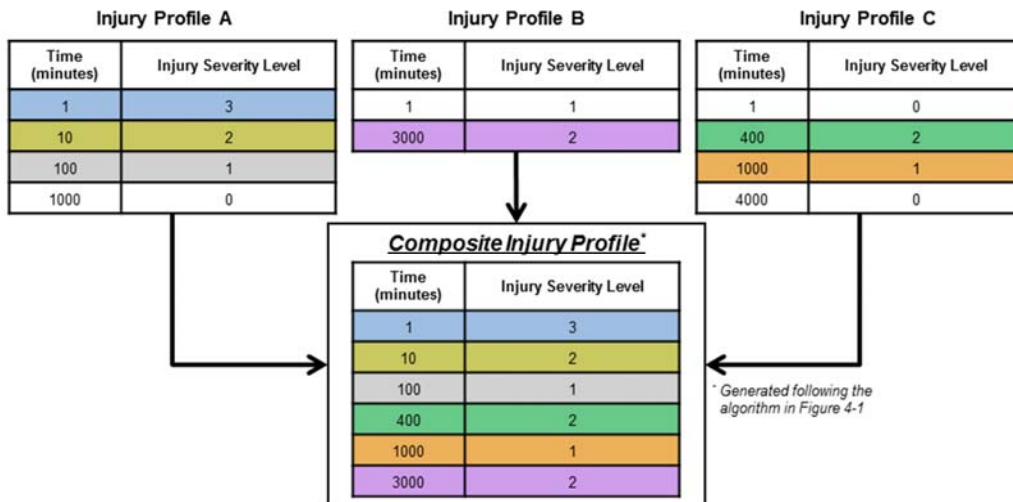 Injury Profile A
Time (minutes) Injury Severity Level
1 3
10 2
100 1
1000 0
Injury Profile B
Time (minutes) Injury Severity Level
1 1
3000 2
Injury Profile C
Time (minutes) Injury Severity Level
1 0
400 2
1000 1
4000 0
Composite Injury Profile*
Time (minutes) Injury Severity Level
1 3
10 2
100 1
400 2
1000 1
3000 2
* Generated following the
algorithm in Figure 4-1